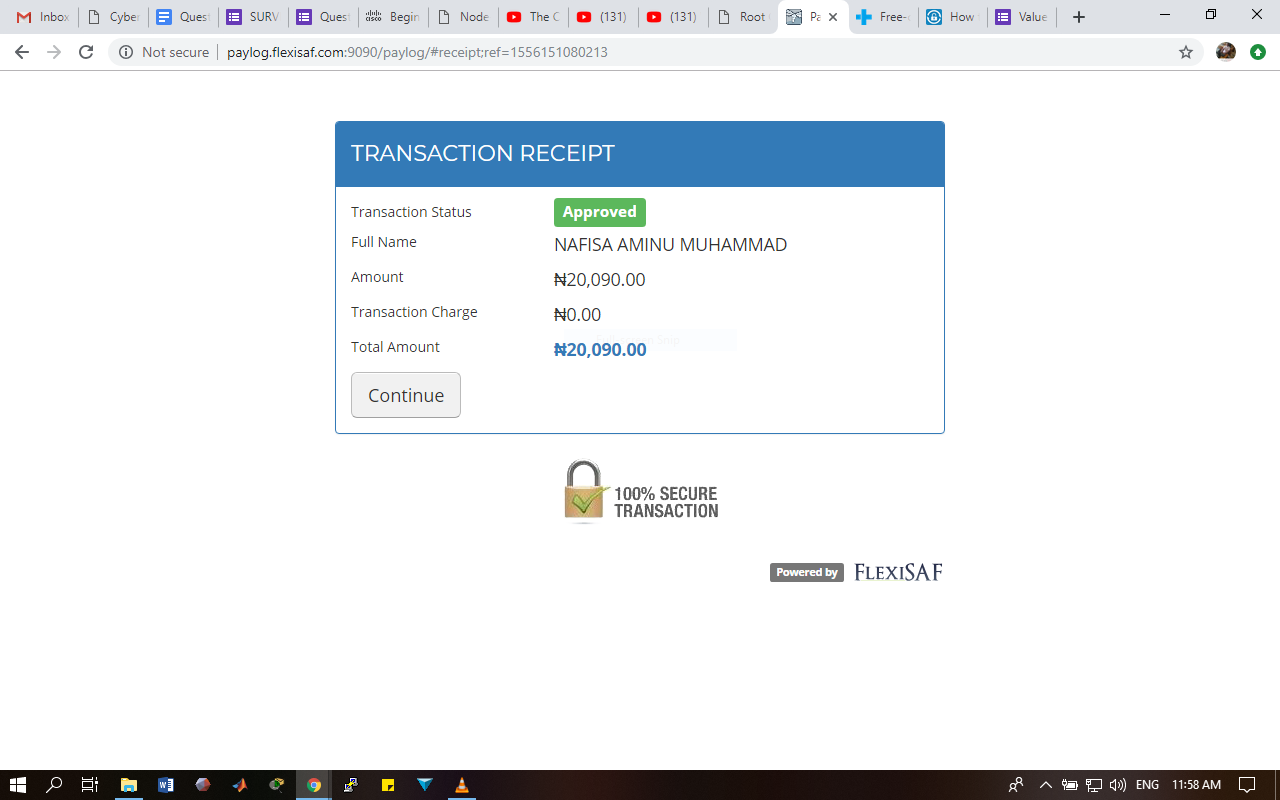 Inbox
Cyber
Quest
SURV
Quest
cisco
Begin
Node
The C
(131)
(131)
Root
Pa
Free-
How
Value
Not secure
paylog.flexisaf.com:9090/paylog/#receipt;ref=1556151080213
TRANSACTION RECEIPT
Transaction Status Approved
Full Name NAFISA AMINU MUHAMMAD
Amount ₦20,090.00
Transaction Charge ₦0.00
Total Amount ₦20,090.00
Continue
100% SECURE
TRANSACTION
Powered by FLEXISAF
ENG
11:58 AM